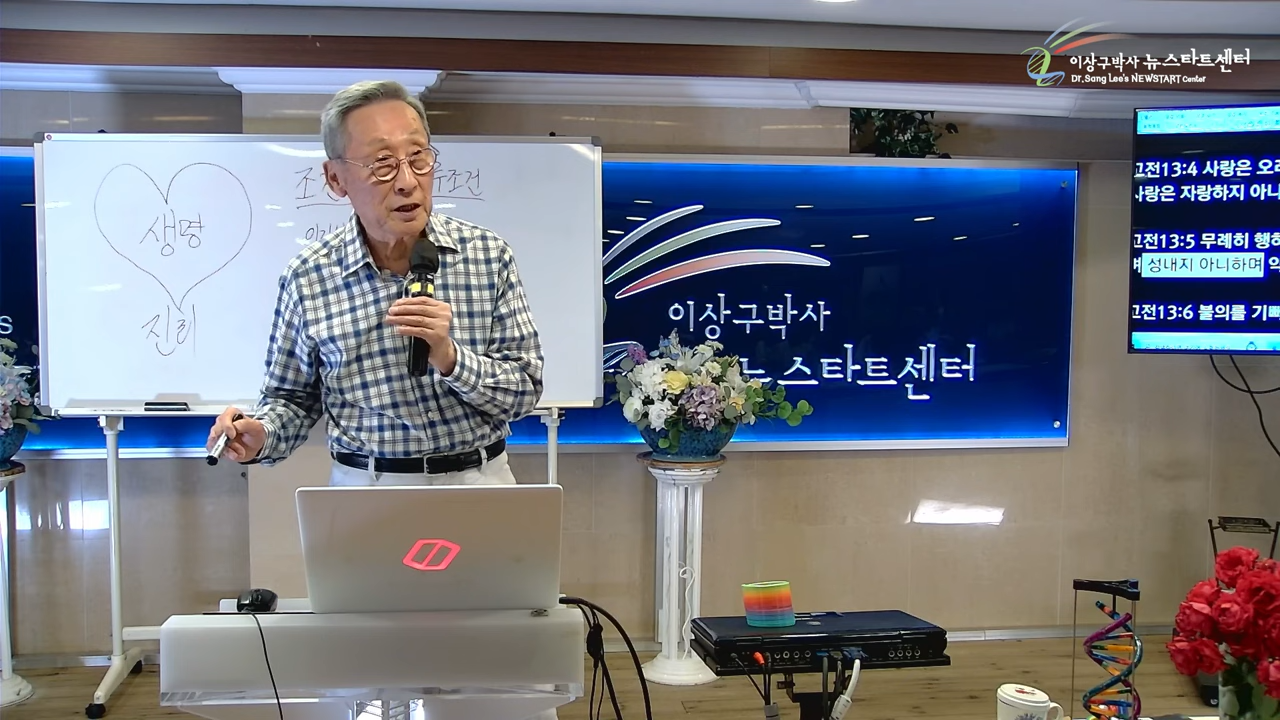 이상구박사 뉴스타트센터
Dr. Sang Lee's NEWSTART Center
생명
진리
조건
이상구박사
뉴스타트센터
고전13:4 사랑은 오래
사랑은 자랑하지 아니
고전13:5 무례히 행하
며 성내지 아니하며
고전13:6 불의를 기뻐